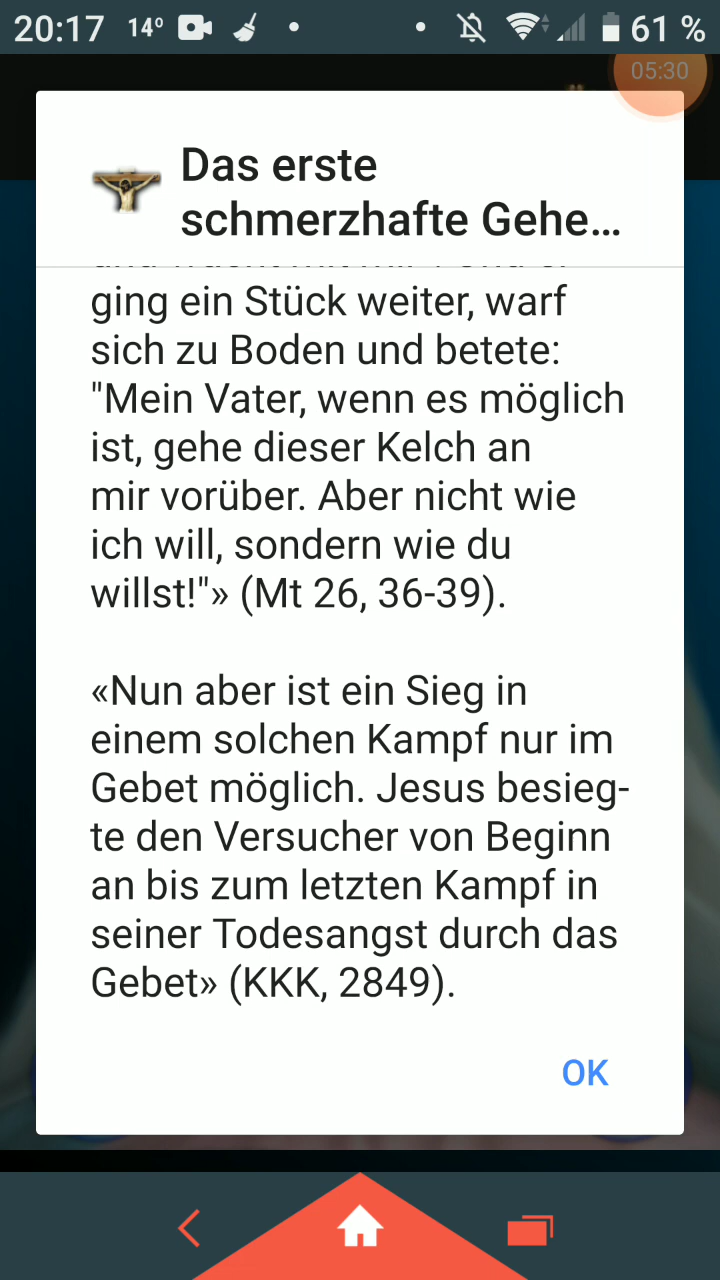 20:17 14° 61 %
05:30
Das erste
schmerzhafte Gehe...
ging ein Stück weiter, warf
sich zu Boden und betete:
"Mein Vater, wenn es möglich
ist, gehe dieser Kelch an
mir vorüber. Aber nicht wie
ich will, sondern wie du
willst!"» (Mt 26, 36-39).
«Nun aber ist ein Sieg in
einem solchen Kampf nur im
Gebet möglich. Jesus besieg-
te den Versucher von Beginn
an bis zum letzten Kampf in
seiner Todesangst durch das
Gebet» (KKK, 2849).
OK